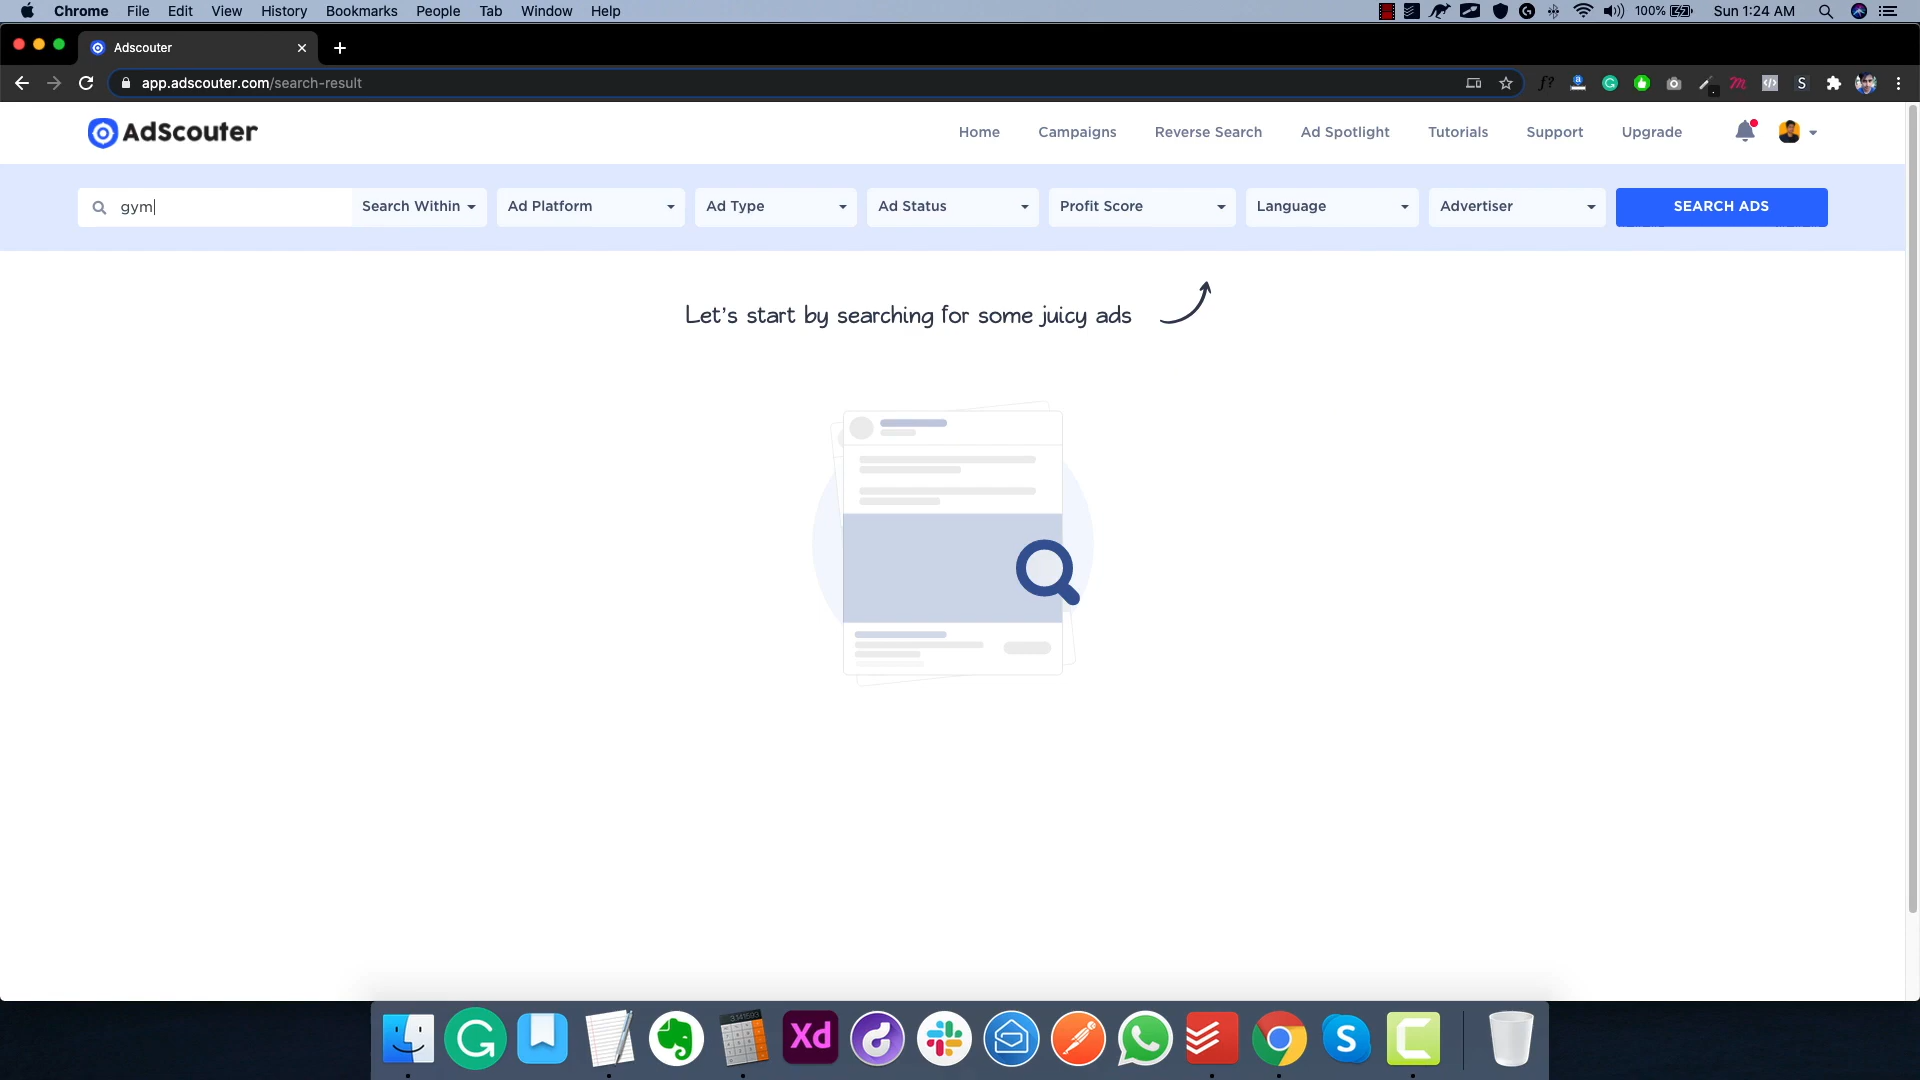 Chrome File Edit View History Bookmarks People Tab Window Help 100% Sun 1:24 AM
Adscouter
app.adscouter.com/search-result
AdScouter Home Campaigns Reverse Search Ad Spotlight Tutorials Support Upgrade
gym Search Within Ad Platform Ad Type Ad Status Profit Score Language Advertiser SEARCH ADS
Let's start by searching for some juicy ads
Xd